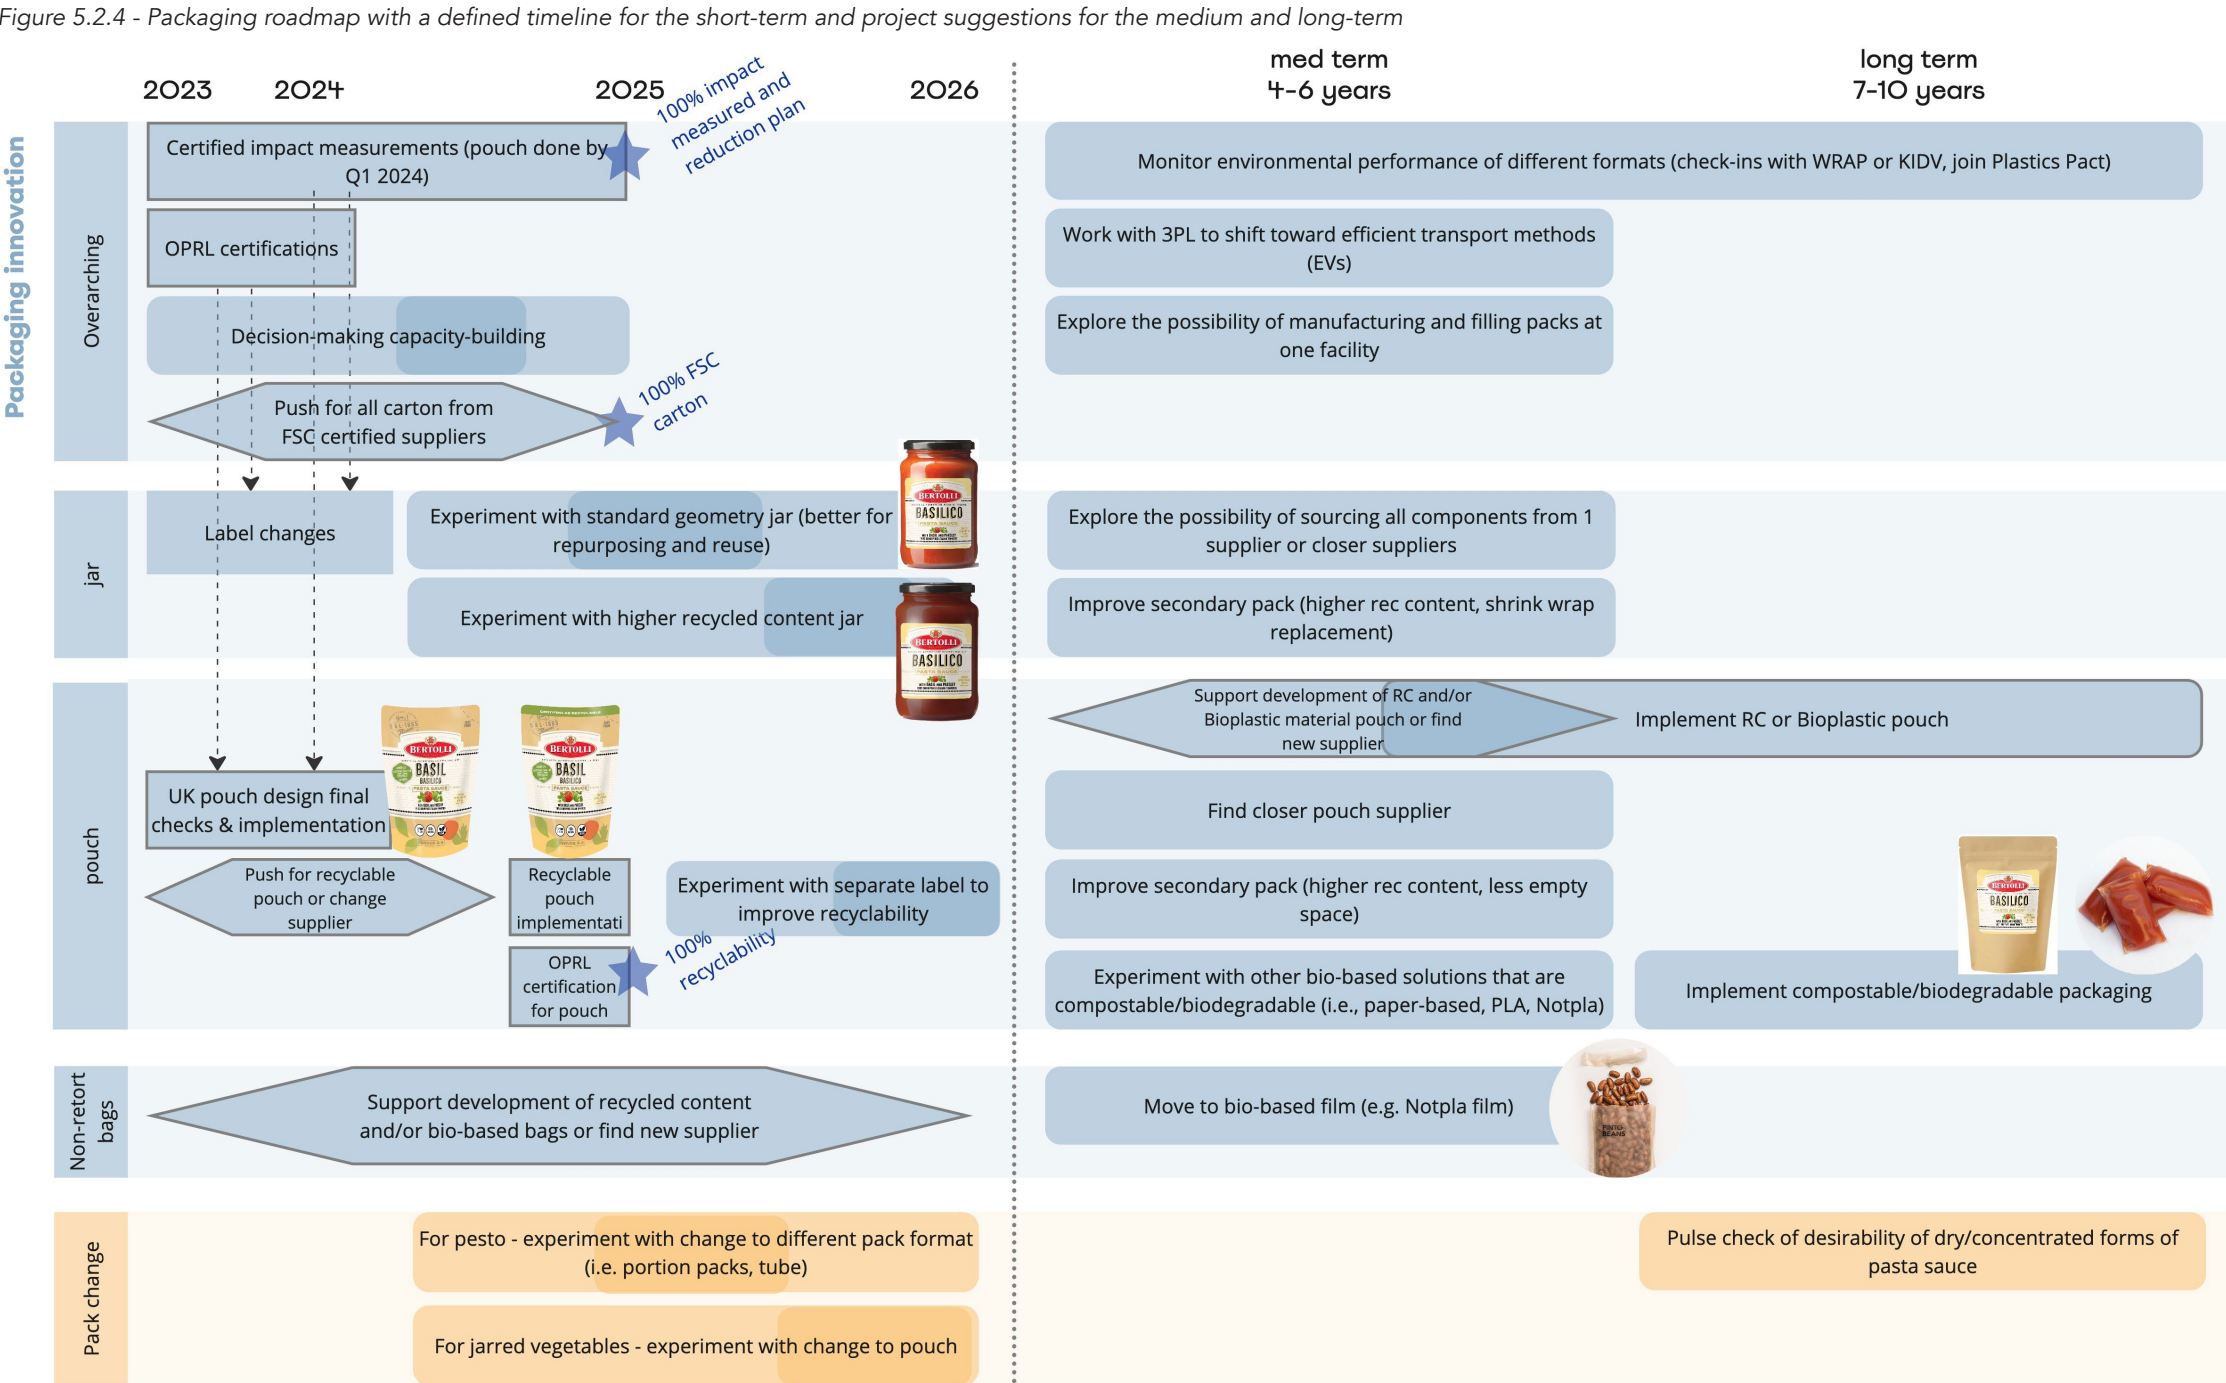 Figure 5.2.4 - Packaging roadmap with a defined timeline for the short-term and project suggestions for the medium and long-term
2023
2024
2025
2026
med term
4-6 years
long term
7-10 years
100% impact
measured and
reduction plan
Packaging innovation
Overarching
Certified impact measurements (pouch done by
Q1 2024)
Monitor environmental performance of different formats (check-ins with WRAP or KIDV, join Plastics Pact)
OPRL certifications
Work with 3PL to shift toward efficient transport methods
(EVs)
Decision-making capacity-building
Explore the possibility of manufacturing and filling packs at
one facility
Push for all carton from
FSC certified suppliers
100% FSC
carton
jar
Label changes
Experiment with standard geometry jar (better for
repurposing and reuse)
BERTOLLI
BASILICO
PASTA SAUCE
Explore the possibility of sourcing all components from 1
supplier or closer suppliers
Experiment with higher recycled content jar
BERTOLLI
BASILICO
PASTA SAUCE
Improve secondary pack (higher rec content, shrink wrap
replacement)
pouch
Support development of RC and/or
Bioplastic material pouch or find
new supplier
Implement RC or Bioplastic pouch
UK pouch design final
checks & implementation
BERTOLLI
BASIL
BASILICO
PASTA SAUCE
BERTOLLI
BASIL
BASILICO
PASTA SAUCE
Find closer pouch supplier
Push for recyclable
pouch or change
supplier
Recyclable
pouch
implementati
Experiment with separate label to
improve recyclability
Improve secondary pack (higher rec content, less empty
space)
OPRL
certification
for pouch
100%
recyclability
Experiment with other bio-based solutions that are
compostable/biodegradable (i.e., paper-based, PLA, Notpla)
BERTOLLI
BASILICO
Implement compostable/biodegradable packaging
Non-retort
bags
Support development of recycled content
and/or bio-based bags or find new supplier
Move to bio-based film (e.g. Notpla film)
PINTO
BEANS
Pack change
For pesto - experiment with change to different pack format
(i.e. portion packs, tube)
Pulse check of desirability of dry/concentrated forms of
pasta sauce
For jarred vegetables - experiment with change to pouch